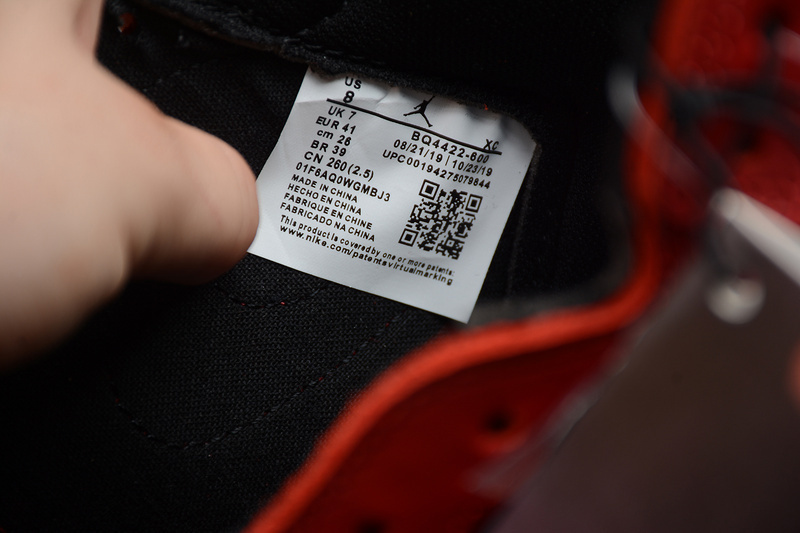 US
8
XC
UK 7
EUR 41
cm 26
BR 39
CN 260(2.5)
BQ4422-600
08/21/19 | 10/23/19
UPC00194275079844
01F6AQ0WGMBJ3
MADE IN CHINA
HECHO EN CHINA
FABRIQUE EN CHINE
FABRICADO NA CHINA
This product is covered by one or more patents:
www.nike.com/patentsvirtualmarking